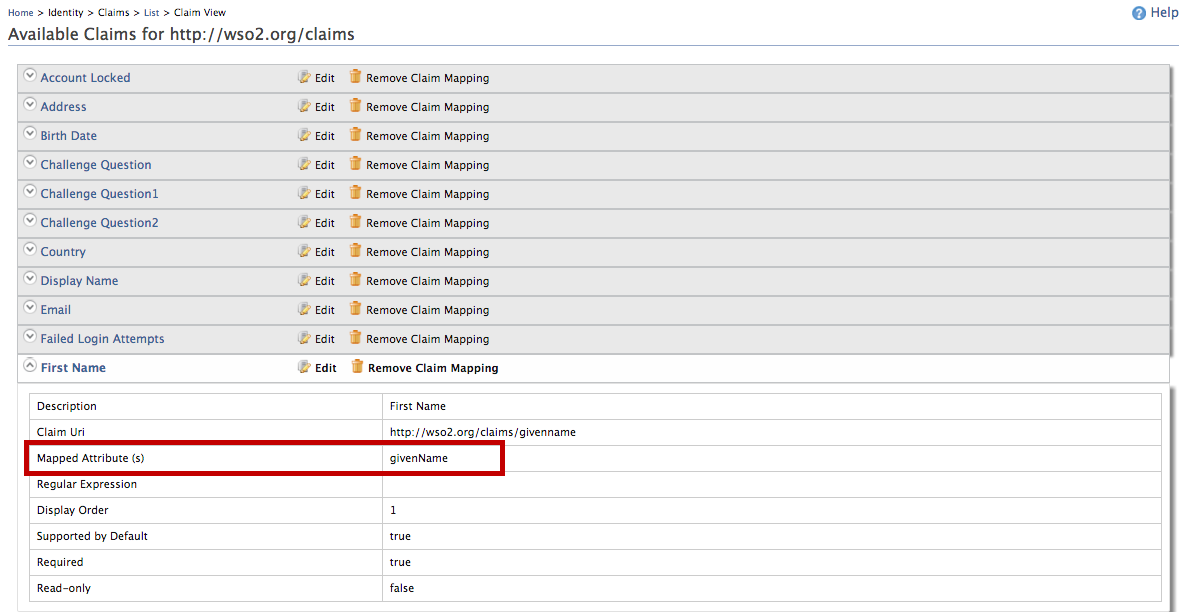 Home > Identity > Claims > List > Claim View
Help
Available Claims for http://wso2.org/claims
Account Locked Edit Remove Claim Mapping
Address Edit Remove Claim Mapping
Birth Date Edit Remove Claim Mapping
Challenge Question Edit Remove Claim Mapping
Challenge Question1 Edit Remove Claim Mapping
Challenge Question2 Edit Remove Claim Mapping
Country Edit Remove Claim Mapping
Display Name Edit Remove Claim Mapping
Email Edit Remove Claim Mapping
Failed Login Attempts Edit Remove Claim Mapping
First Name Edit Remove Claim Mapping
Description First Name
Claim Uri http://wso2.org/claims/givenname
Mapped Attribute (s) givenName
Regular Expression
Display Order 1
Supported by Default true
Required true
Read-only false